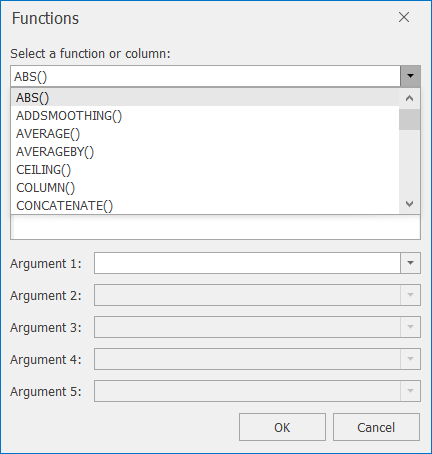 Functions
Select a function or column:
ABS()
ABS()
ADDSMOOTHING()
AVERAGE()
AVERAGEBY()
CEILING()
COLUMN()
CONCATENATE()
Argument 1:
Argument 2:
Argument 3:
Argument 4:
Argument 5:
OK Cancel